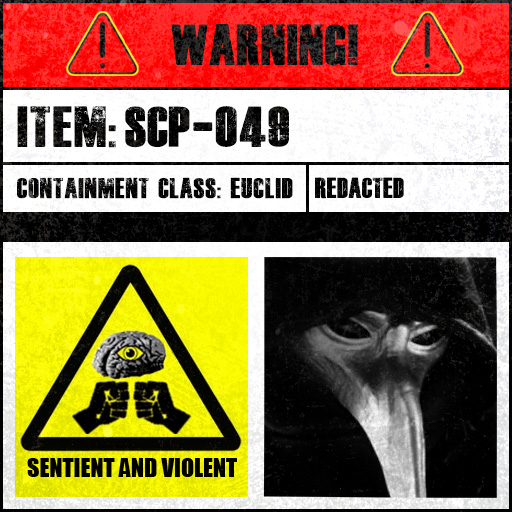 WARNING!
ITEM: SCP-049
CONTAINMENT CLASS: EUCLID
REDACTED
SENTIENT AND VIOLENT